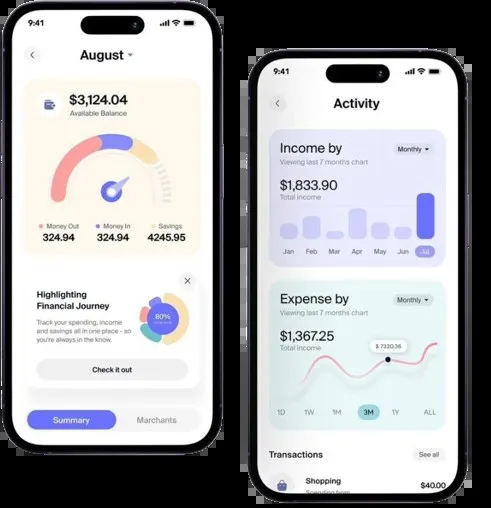 9:41
August
$3,124.04
Available Balance
Money Out
324.94
Money In
324.94
Savings
4245.95
Highlighting
Financial Journey
80%
Track your spending, income
and savings all in one place - so
you're always in the know.
Check it out
Summary
Marchants
9:41
Activity
Income by
Monthly
Viewing last 7 months chart
$1,833.90
Total income
Jan Feb Mar Apr May Jun Jul
Expense by
Monthly
Viewing last 7 months chart
$1,367.25
Total income
1D 1W 1M 3M 1Y ALL
Transactions
See all
Shopping
$40.00